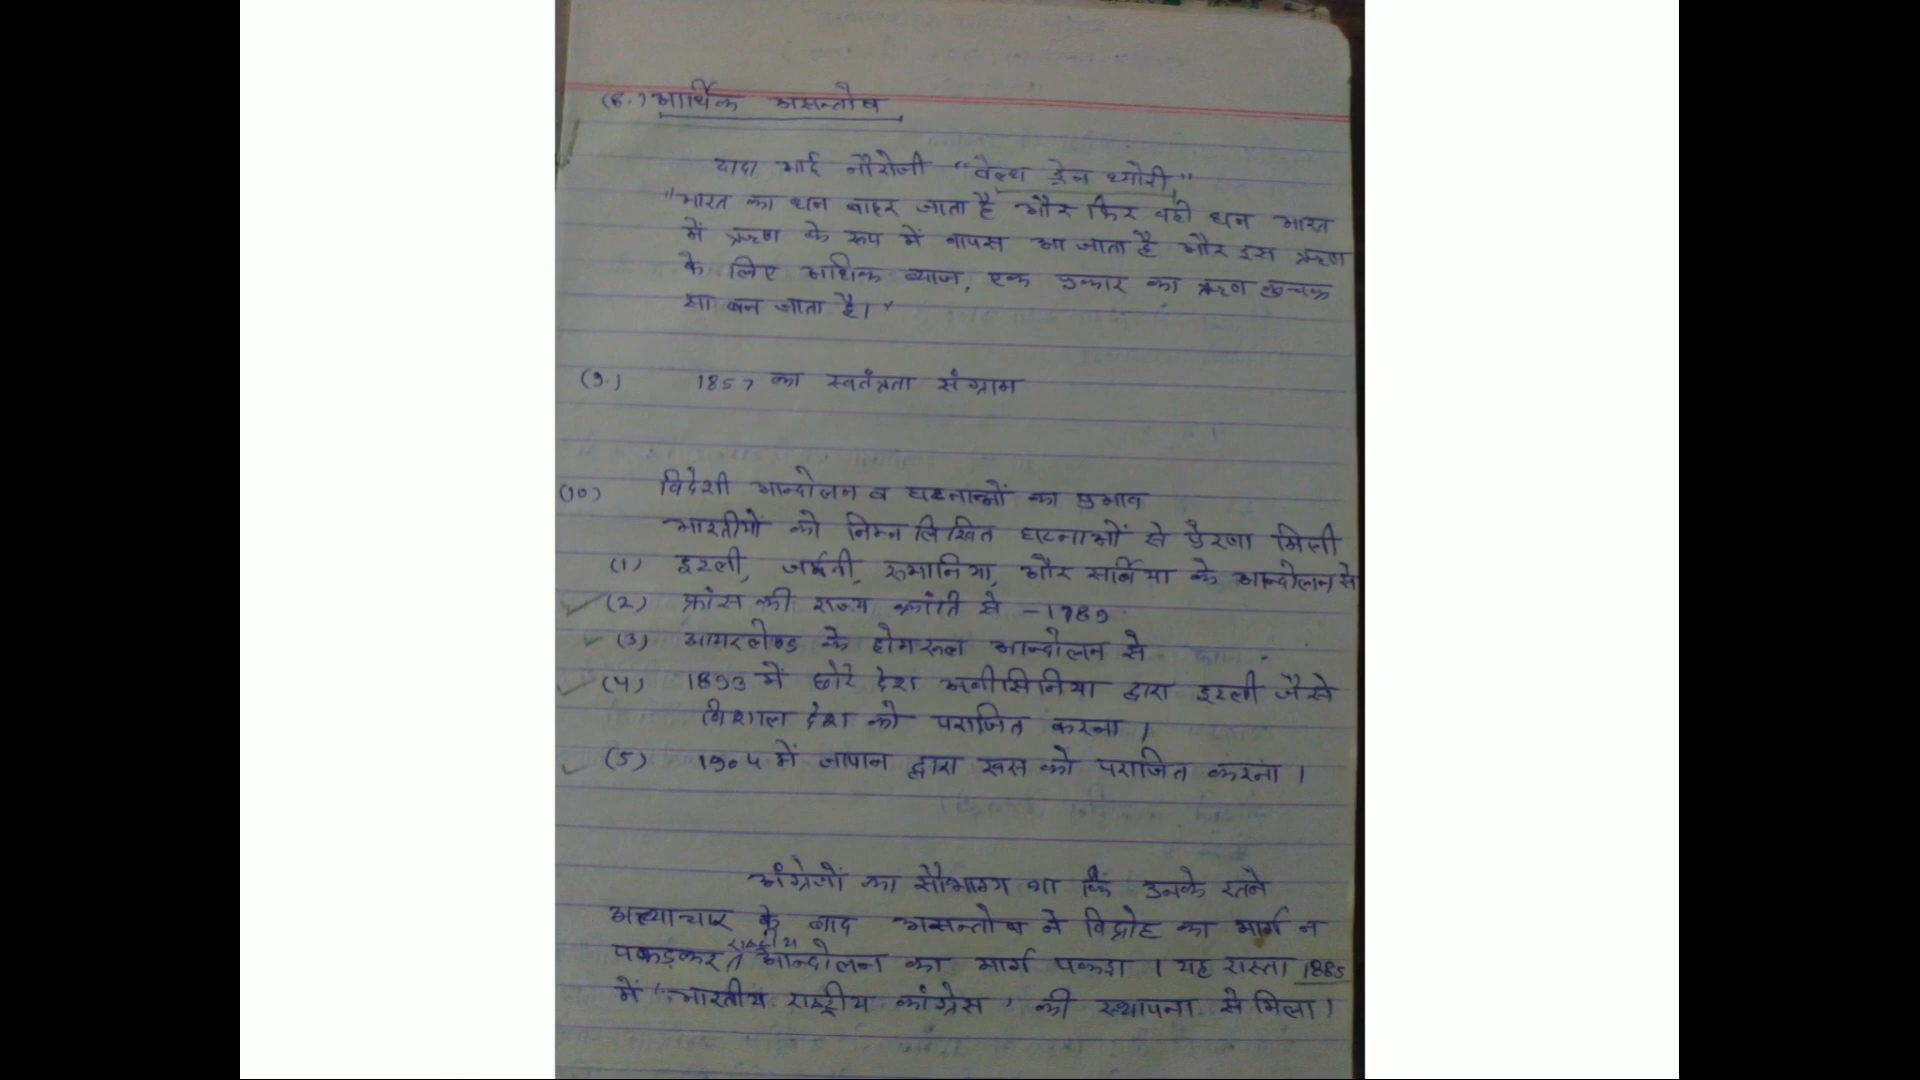 (8.) आर्थिक असन्तोष
दादा भाई नौरोजी "वेल्थ ड्रेन थ्योरी"
"भारत का धन बाहर जाता है और फिर वही धन भारत
में ऋण के रूप में वापस आ जाता है और इस ऋण
के लिए अधिक ब्याज, एक प्रकार का ऋण कुचक्र
सा बन जाता है।"
(9.) 1857 का स्वतंत्रता संग्राम
(10) विदेशी आन्दोलन व घटनाओं का प्रभाव
भारतीयों को निम्नलिखित घटनाओं से प्रेरणा मिली
(1) इटली, जर्मनी, रुमानिया, और सर्बिया के आन्दोलन से
(2) फ्रांस की राज्य क्रांति से - 1789
(3) आयरलेण्ड के होमरूल आन्दोलन से
(4) 1893 में छोटे देश अबीसिनिया द्वारा इटली जैसे
विशाल देश को पराजित करना।
(5) 1904 में जापान द्वारा रूस को पराजित करना।
अंग्रेजों का सौभाग्य था कि उनके इतने
अत्याचार के बाद असन्तोष ने विद्रोह का मार्ग न
पकड़कर राष्ट्रीय आन्दोलन का मार्ग पकड़ा। यह रास्ता 1885
में "भारतीय राष्ट्रीय कांग्रेस" की स्थापना से मिला।